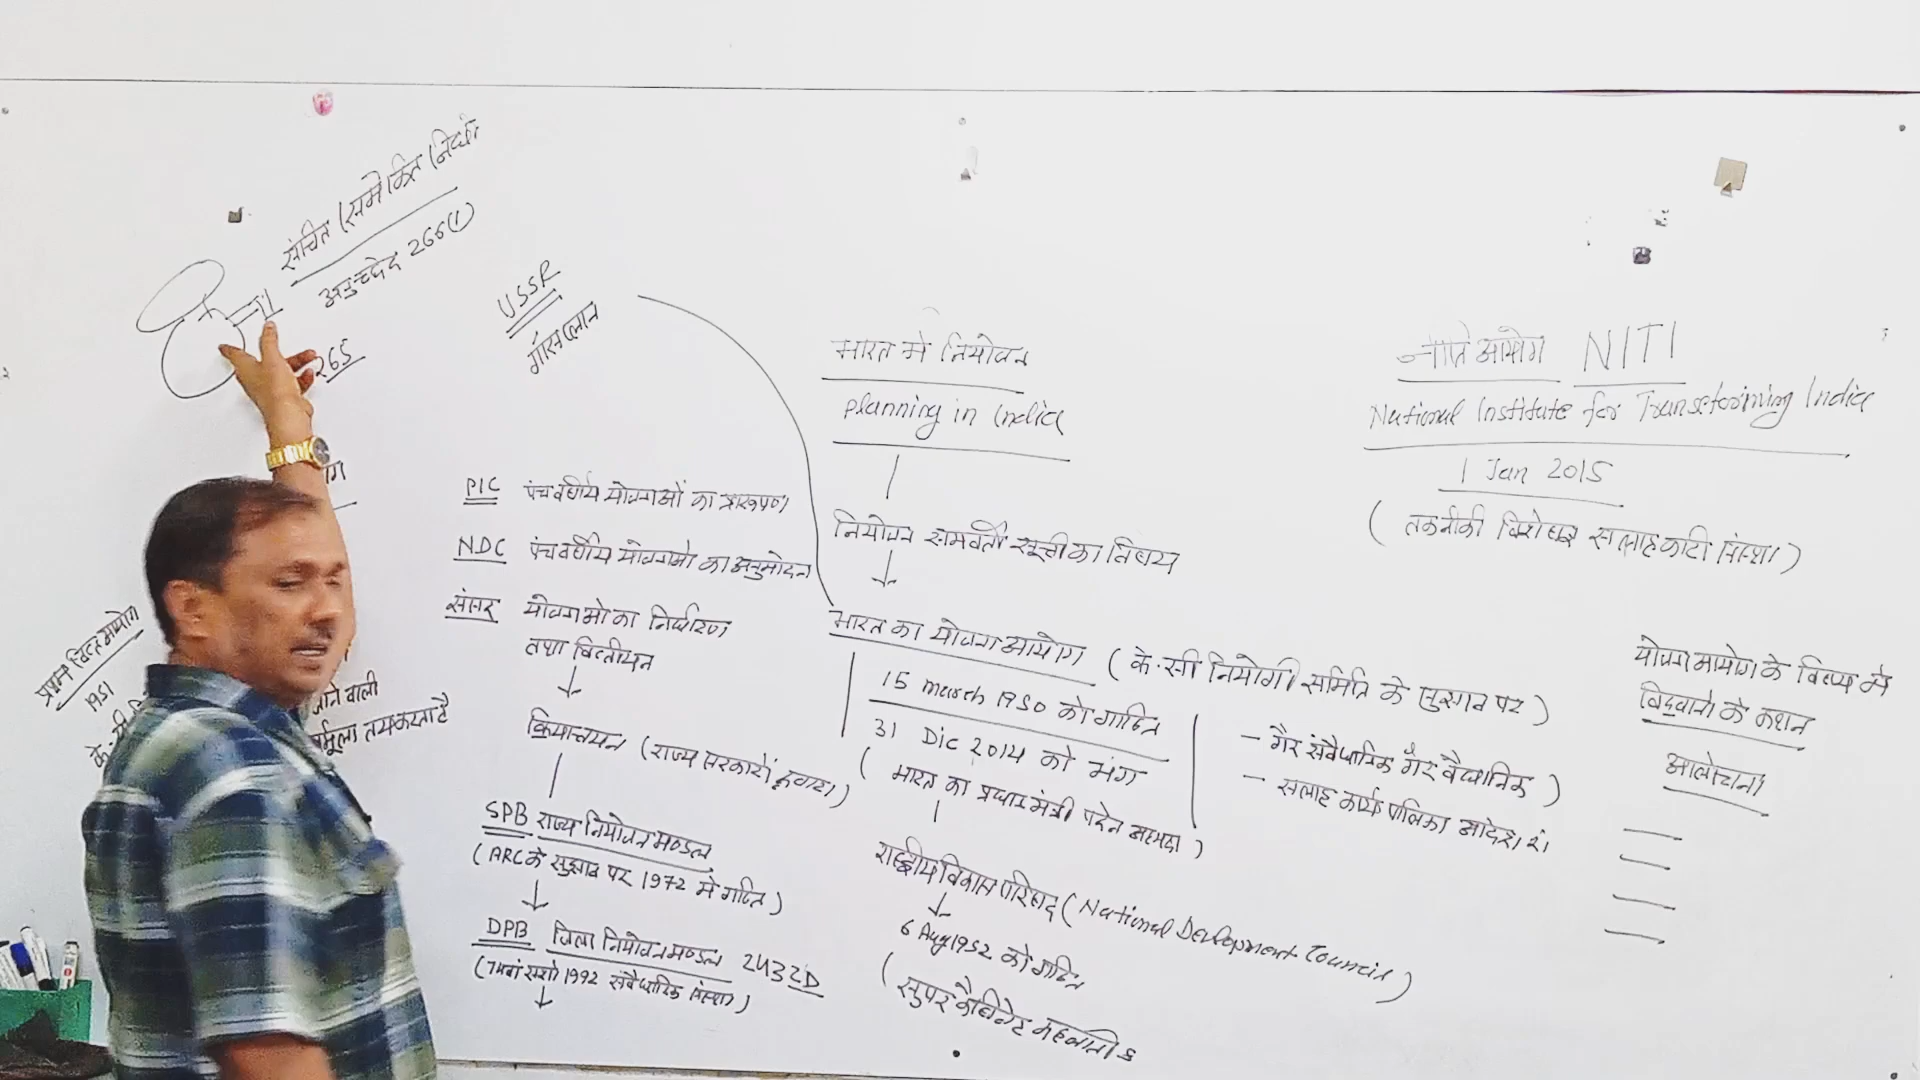 संचित (समेकित निधि)
अनुच्छेद 266(1)
265
USSR
गॉसप्लान
प्रथम वित्त आयोग
1951
के.सी.
जाने वाली
र्मूला तय करता है
PIC पंचवर्षीय योजनाओं का प्रारूपण
NDC पंचवर्षीय योजनाओं का अनुमोदन
संसद योजनाओं का निर्धारण
तथा वित्तीयन
क्रियान्वयन (राज्य सरकारों द्वारा)
SPB राज्य नियोजन मण्डल
(ARC के सुझाव पर 1972 में गठित)
DPB जिला नियोजन मण्डल 243ZD
(74वां संशो 1992 संवैधानिक संस्था)
भारत में नियोजन
Planning in India
नियोजन समवर्ती सूची का विषय
भारत का योजना आयोग (के.सी नियोगी समिति के सुझाव पर)
15 march 1950 को गठित
31 Dic 2014 को भंग
(भारत का प्रधानमंत्री पदेन अध्यक्ष)
- गैर संवैधानिक गैर वैधानिक)
- सलाह कार्यपालिका आदेश सं
राष्ट्रीय विकास परिषद (National Development Council)
6 Aug 1952 को गठित
(सुपर कैबिनेट
नीति आयोग NITI
National Institute for Transforming India
1 Jan 2015
(तकनीकी विशेषज्ञ सलाहकारी संस्था)
योजना आयोग के विषय में
विद्वानों के कथन
आलोचना